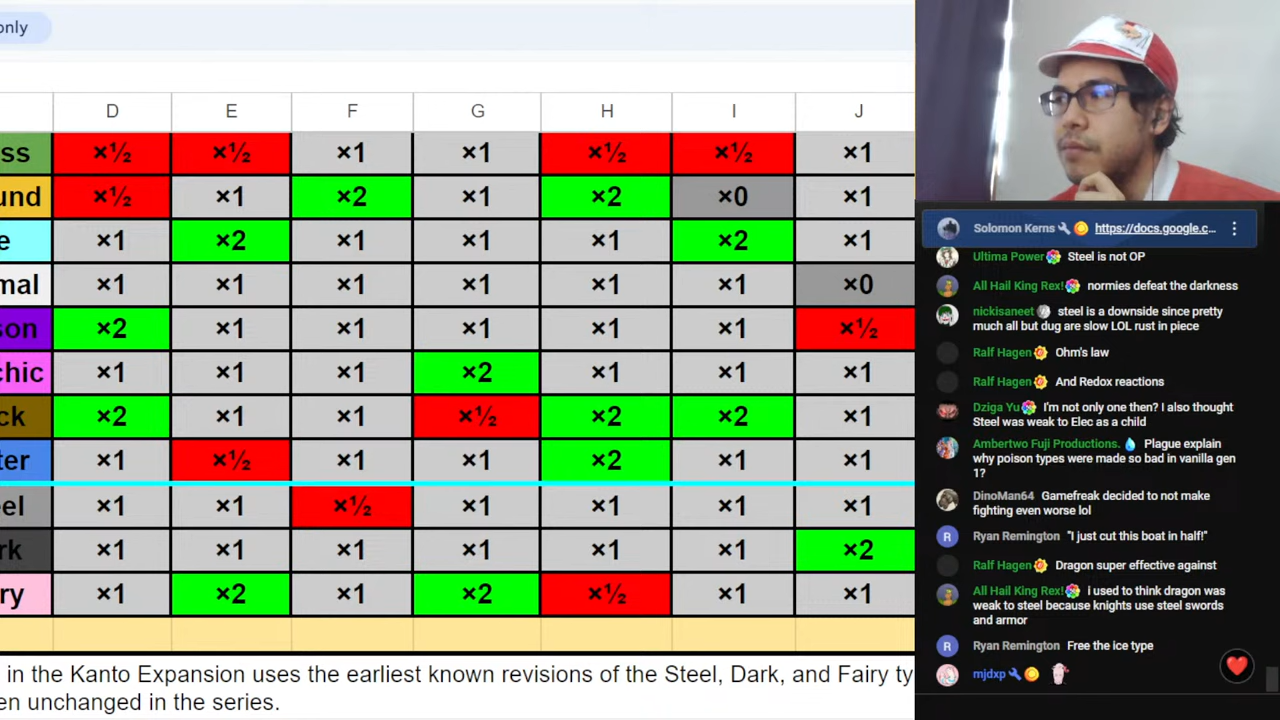 only
D E F G H I J
ss ×½ ×½ ×1 ×1 ×½ ×½ ×1
und ×½ ×1 ×2 ×1 ×2 ×0 ×1
e ×1 ×2 ×1 ×1 ×1 ×2 ×1
mal ×1 ×1 ×1 ×1 ×1 ×1 ×0
son ×2 ×1 ×1 ×1 ×1 ×1 ×½
chic ×1 ×1 ×1 ×2 ×1 ×1 ×1
ck ×2 ×1 ×1 ×½ ×2 ×2 ×1
ter ×1 ×½ ×1 ×1 ×2 ×1 ×1
eel ×1 ×1 ×½ ×1 ×1 ×1 ×1
rk ×1 ×1 ×1 ×1 ×1 ×1 ×2
ry ×1 ×2 ×1 ×2 ×½ ×1 ×1
in the Kanto Expansion uses the earliest known revisions of the Steel, Dark, and Fairy ty
en unchanged in the series.
Solomon Kerns https://docs.google.c...
Ultima Power Steel is not OP
All Hail King Rex! normies defeat the darkness
nickisaneet steel is a downside since pretty
much all but dug are slow LOL rust in piece
Ralf Hagen Ohm's law
Ralf Hagen And Redox reactions
Dziga Yu I'm not only one then? I also thought
Steel was weak to Elec as a child
Ambertwo Fuji Productions. Plague explain
why poison types were made so bad in vanilla gen
1?
DinoMan64 Gamefreak decided to not make
fighting even worse lol
R Ryan Remington "I just cut this boat in half!"
Ralf Hagen Dragon super effective against
All Hail King Rex! i used to think dragon was
weak to steel because knights use steel swords
and armor
R Ryan Remington Free the ice type
mjdxp